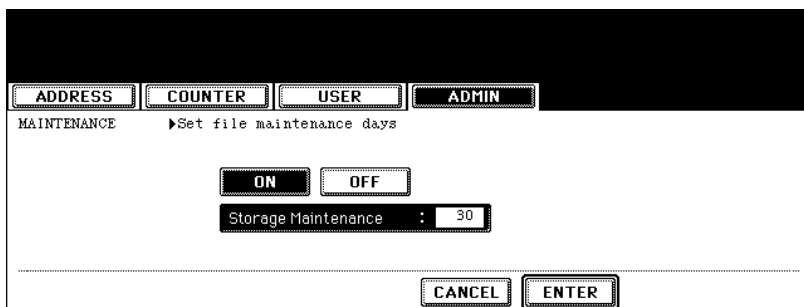 ADDRESS COUNTER USER ADMIN
MAINTENANCE ▶Set file maintenance days
ON OFF
Storage Maintenance : 30
CANCEL ENTER